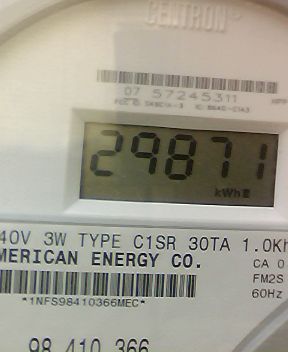 CENTRON®
07 57245311
29871
kWh
40V 3W TYPE C1SR 30TA 1.0Kh
MERICAN ENERGY CO.
CA 0
FM2S
60Hz
*1NFS98410366MEC*
98 410 366